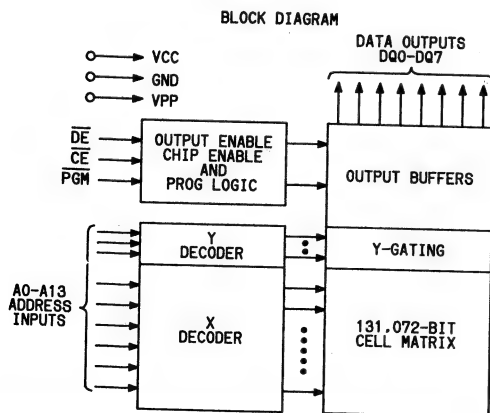 BLOCK DIAGRAM
DATA OUTPUTS
DQ0-DQ7
VCC
GND
VPP
DE
CE
PGM
OUTPUT ENABLE
CHIP ENABLE
AND
PROG LOGIC
OUTPUT BUFFERS
Y
DECODER
Y-GATING
A0-A13
ADDRESS
INPUTS
X
DECODER
131,072-BIT
CELL MATRIX